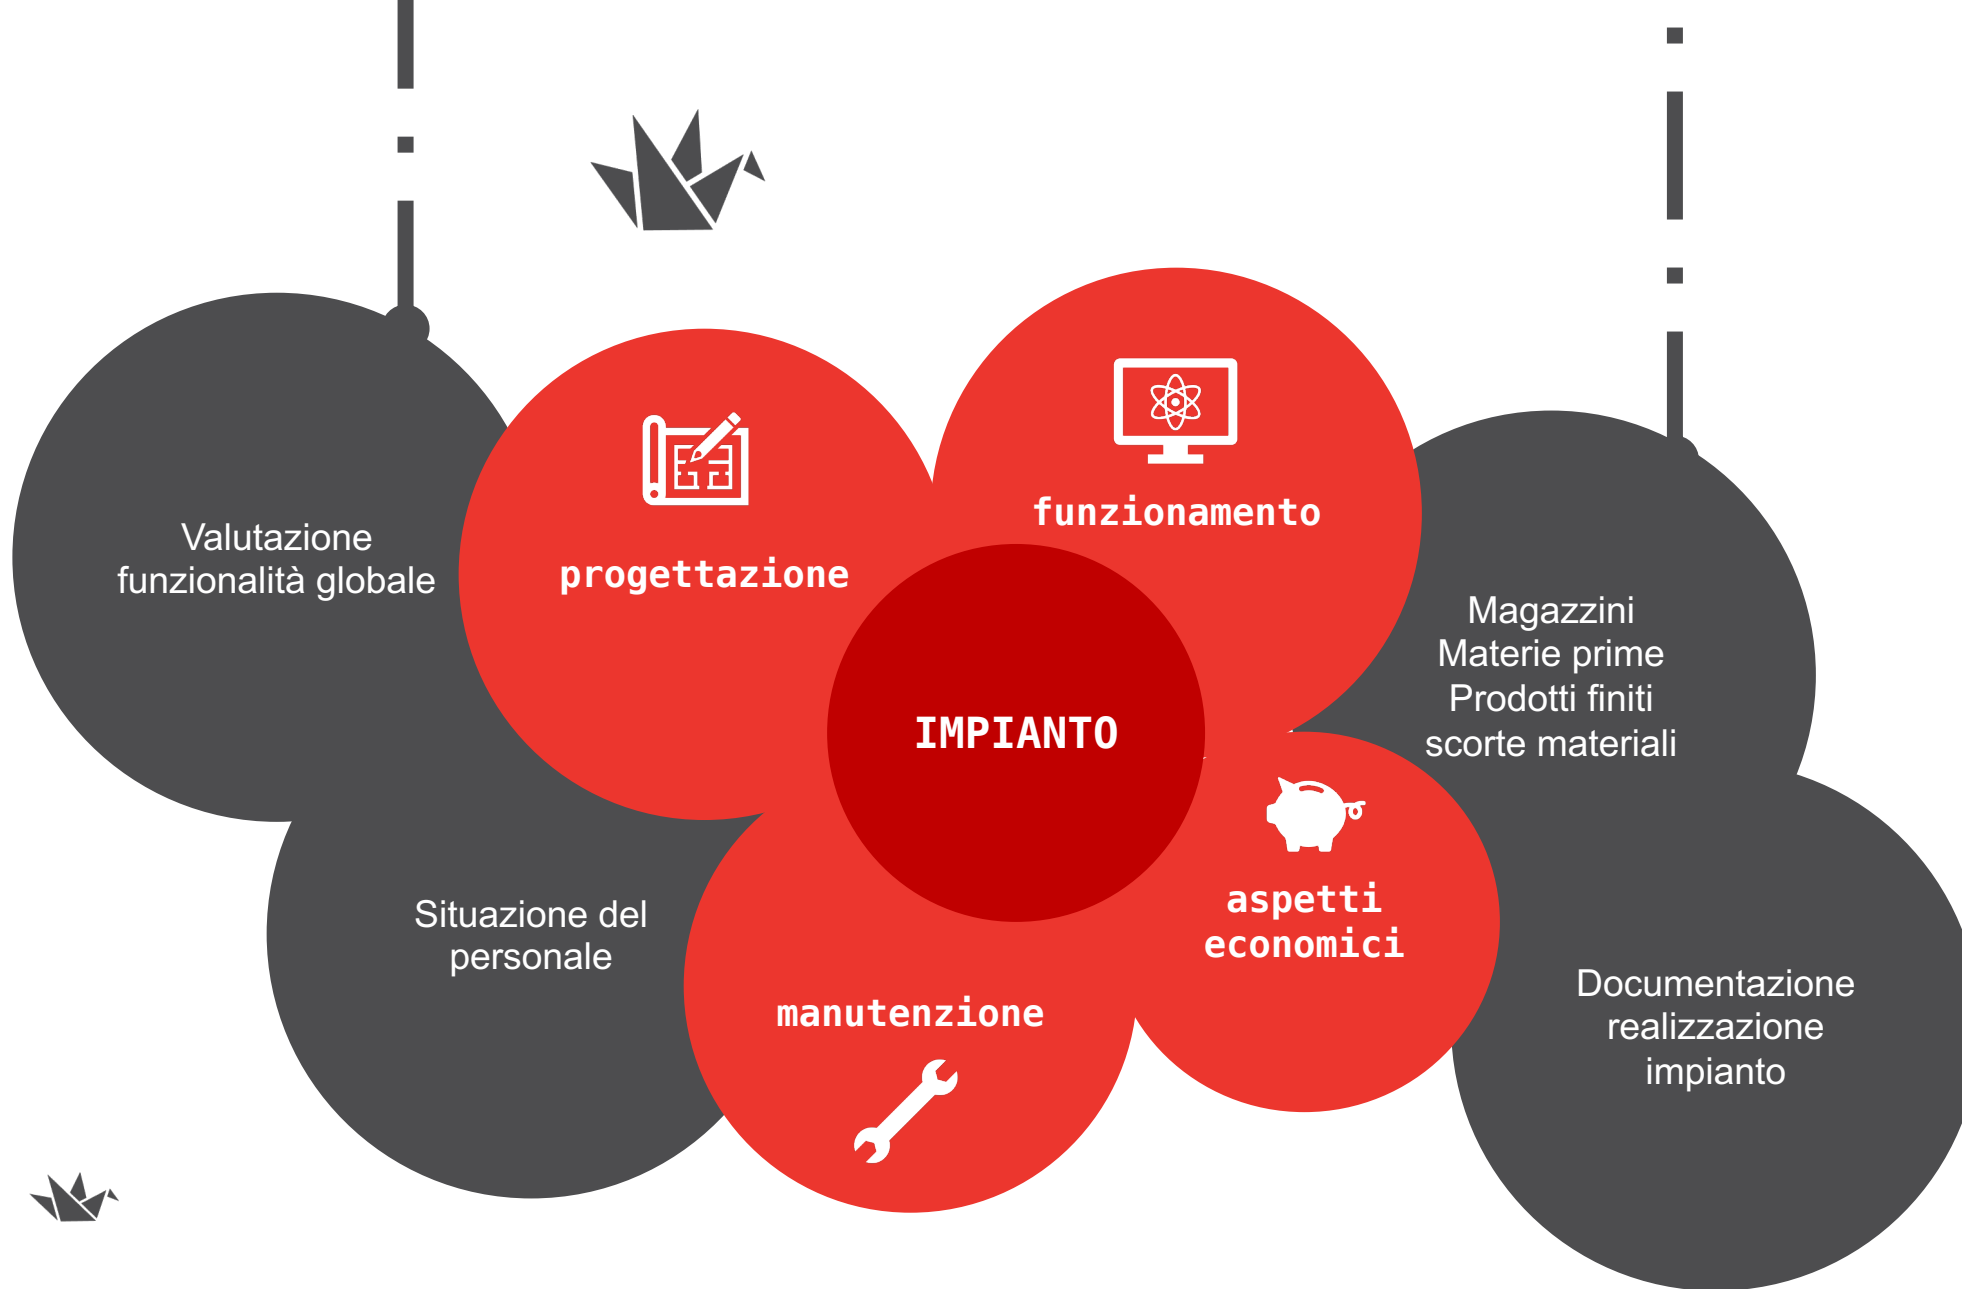 Valutazione
funzionalità globale
progettazione
funzionamento
Magazzini
Materie prime
Prodotti finiti
scorte materiali
IMPIANTO
Situazione del
personale
manutenzione
aspetti
economici
Documentazione
realizzazione
impianto